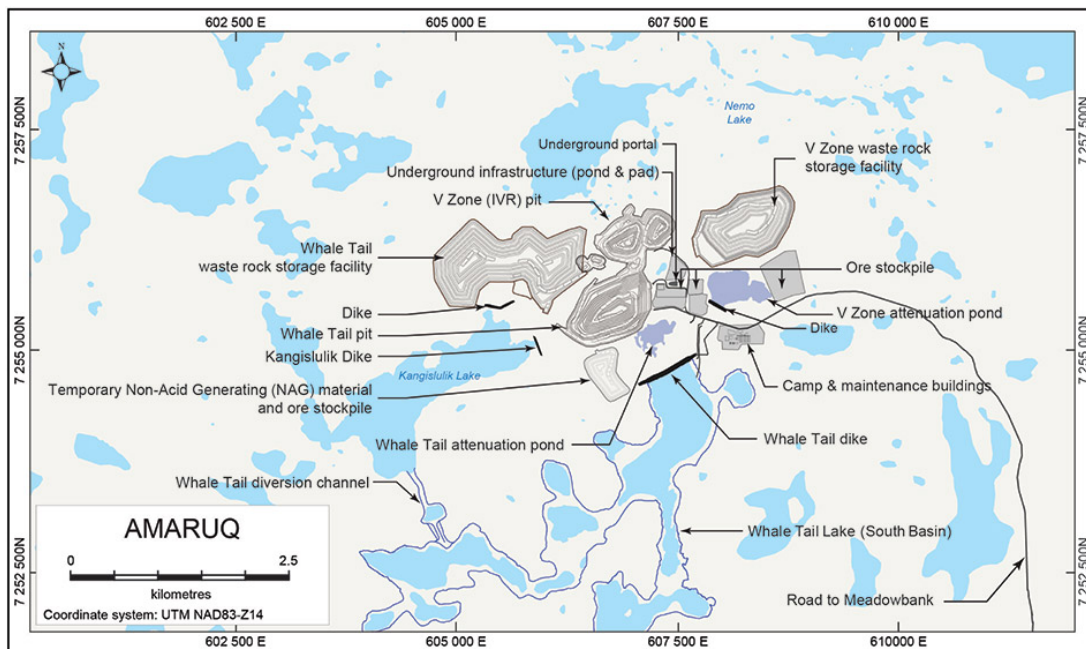 602 500 E
605 000 E
607 500 E
610 000 E
N
7 257 500N
7 257 500N
Nemo
Lake
Underground portal
V Zone waste rock
storage facility
Underground infrastructure (pond & pad)
V Zone (IVR) pit
Whale Tail
waste rock storage facility
Ore stockpile
Dike
V Zone attenuation pond
Dike
Whale Tail pit
7 255 000 N
7 255 000 N
Kangislulik Dike
Kangislulik Lake
Temporary Non-Acid Generating (NAG) material
and ore stockpile
Camp & maintenance buildings
Whale Tail attenuation pond
Whale Tail dike
Whale Tail diversion channel
Whale Tail Lake (South Basin)
AMARUQ
0
2.5
kilometres
Coordinate system: UTM NAD83-Z14
7 252 500N
7 252 500N
Road to Meadowbank
602 500 E
605 000 E
607 500 E
610 000 E